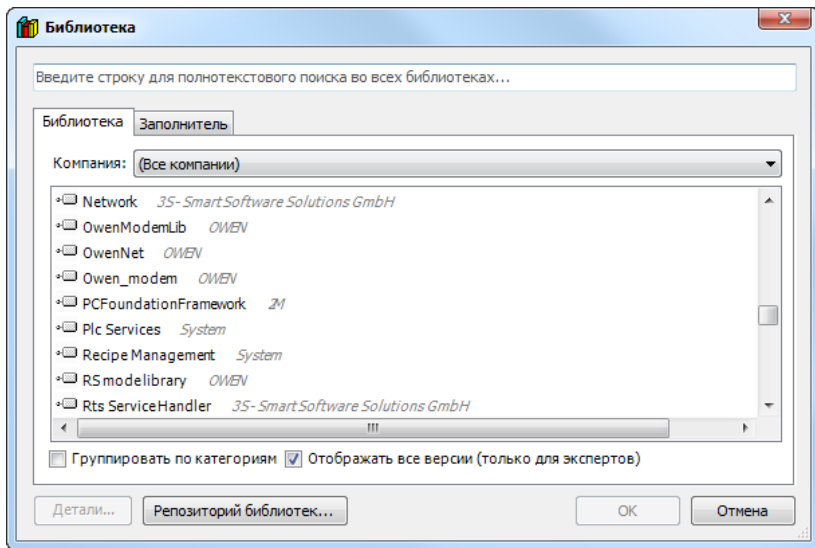 Библиотека
Введите строку для полнотекстового поиска во всех библиотеках...
Библиотека Заполнитель
Компания: (Все компании)
Network 3S-Smart Software Solutions GmbH
OwenModemLib OWEN
OwenNet OWEN
Owen_modem OWEN
PCFoundationFramework 2M
Plc Services System
Recipe Management System
RS modelibrary OWEN
Rts ServiceHandler 3S-Smart Software Solutions GmbH
Группировать по категориям Отображать все версии (только для экспертов)
Детали... Репозиторий библиотек... OK Отмена